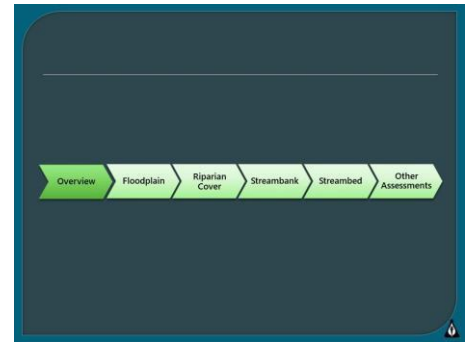 Overview
Floodplain
Riparian
Cover
Streambank
Streambed
Other
Assessments